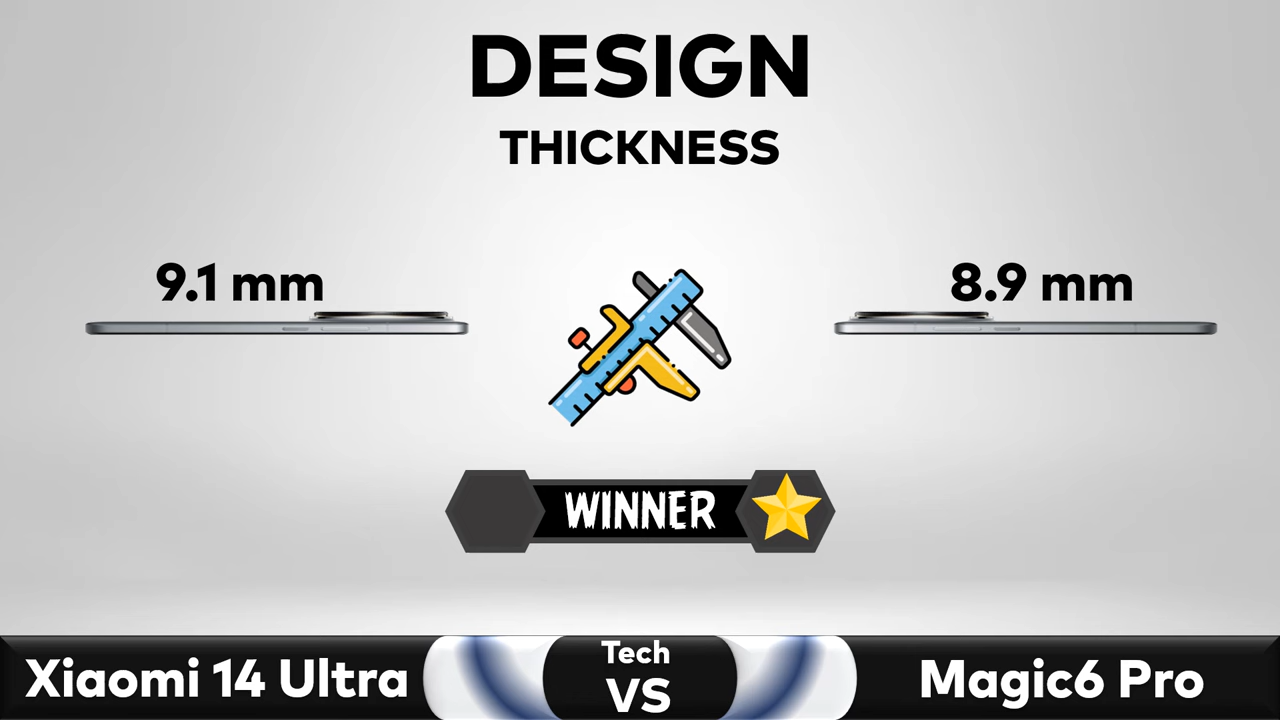 DESIGN
THICKNESS
9.1 mm
8.9 mm
WINNER
Xiaomi 14 Ultra
Tech
VS
Magic6 Pro